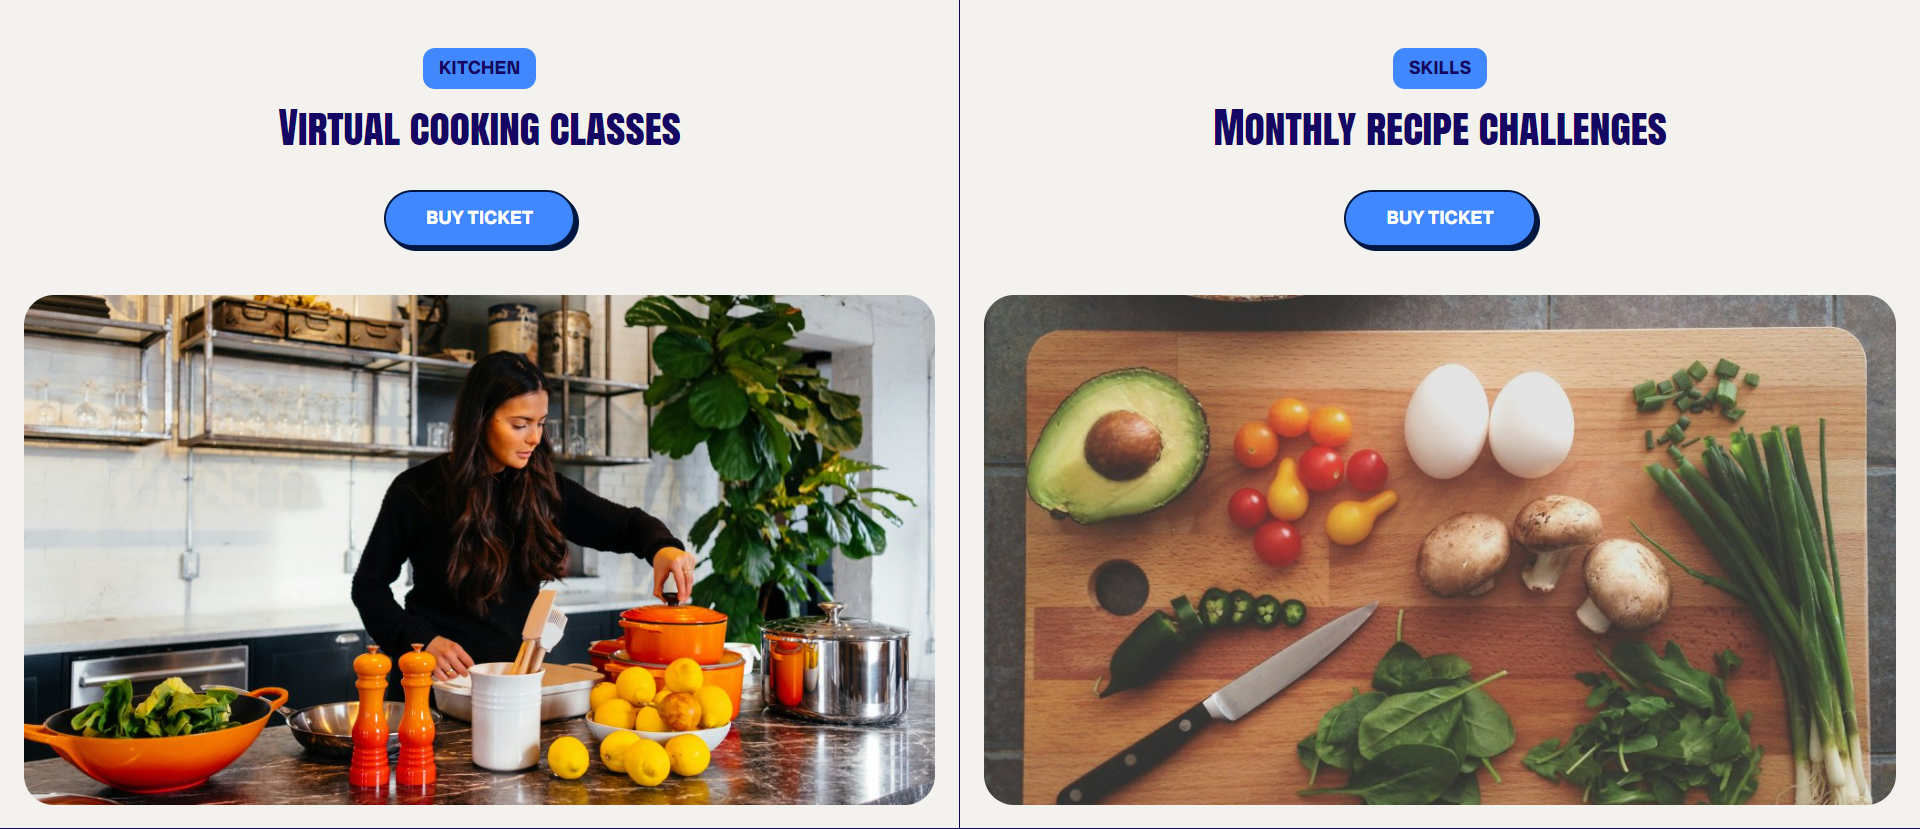 KITCHEN
Virtual cooking classes
BUY TICKET
SKILLS
Monthly recipe challenges
BUY TICKET